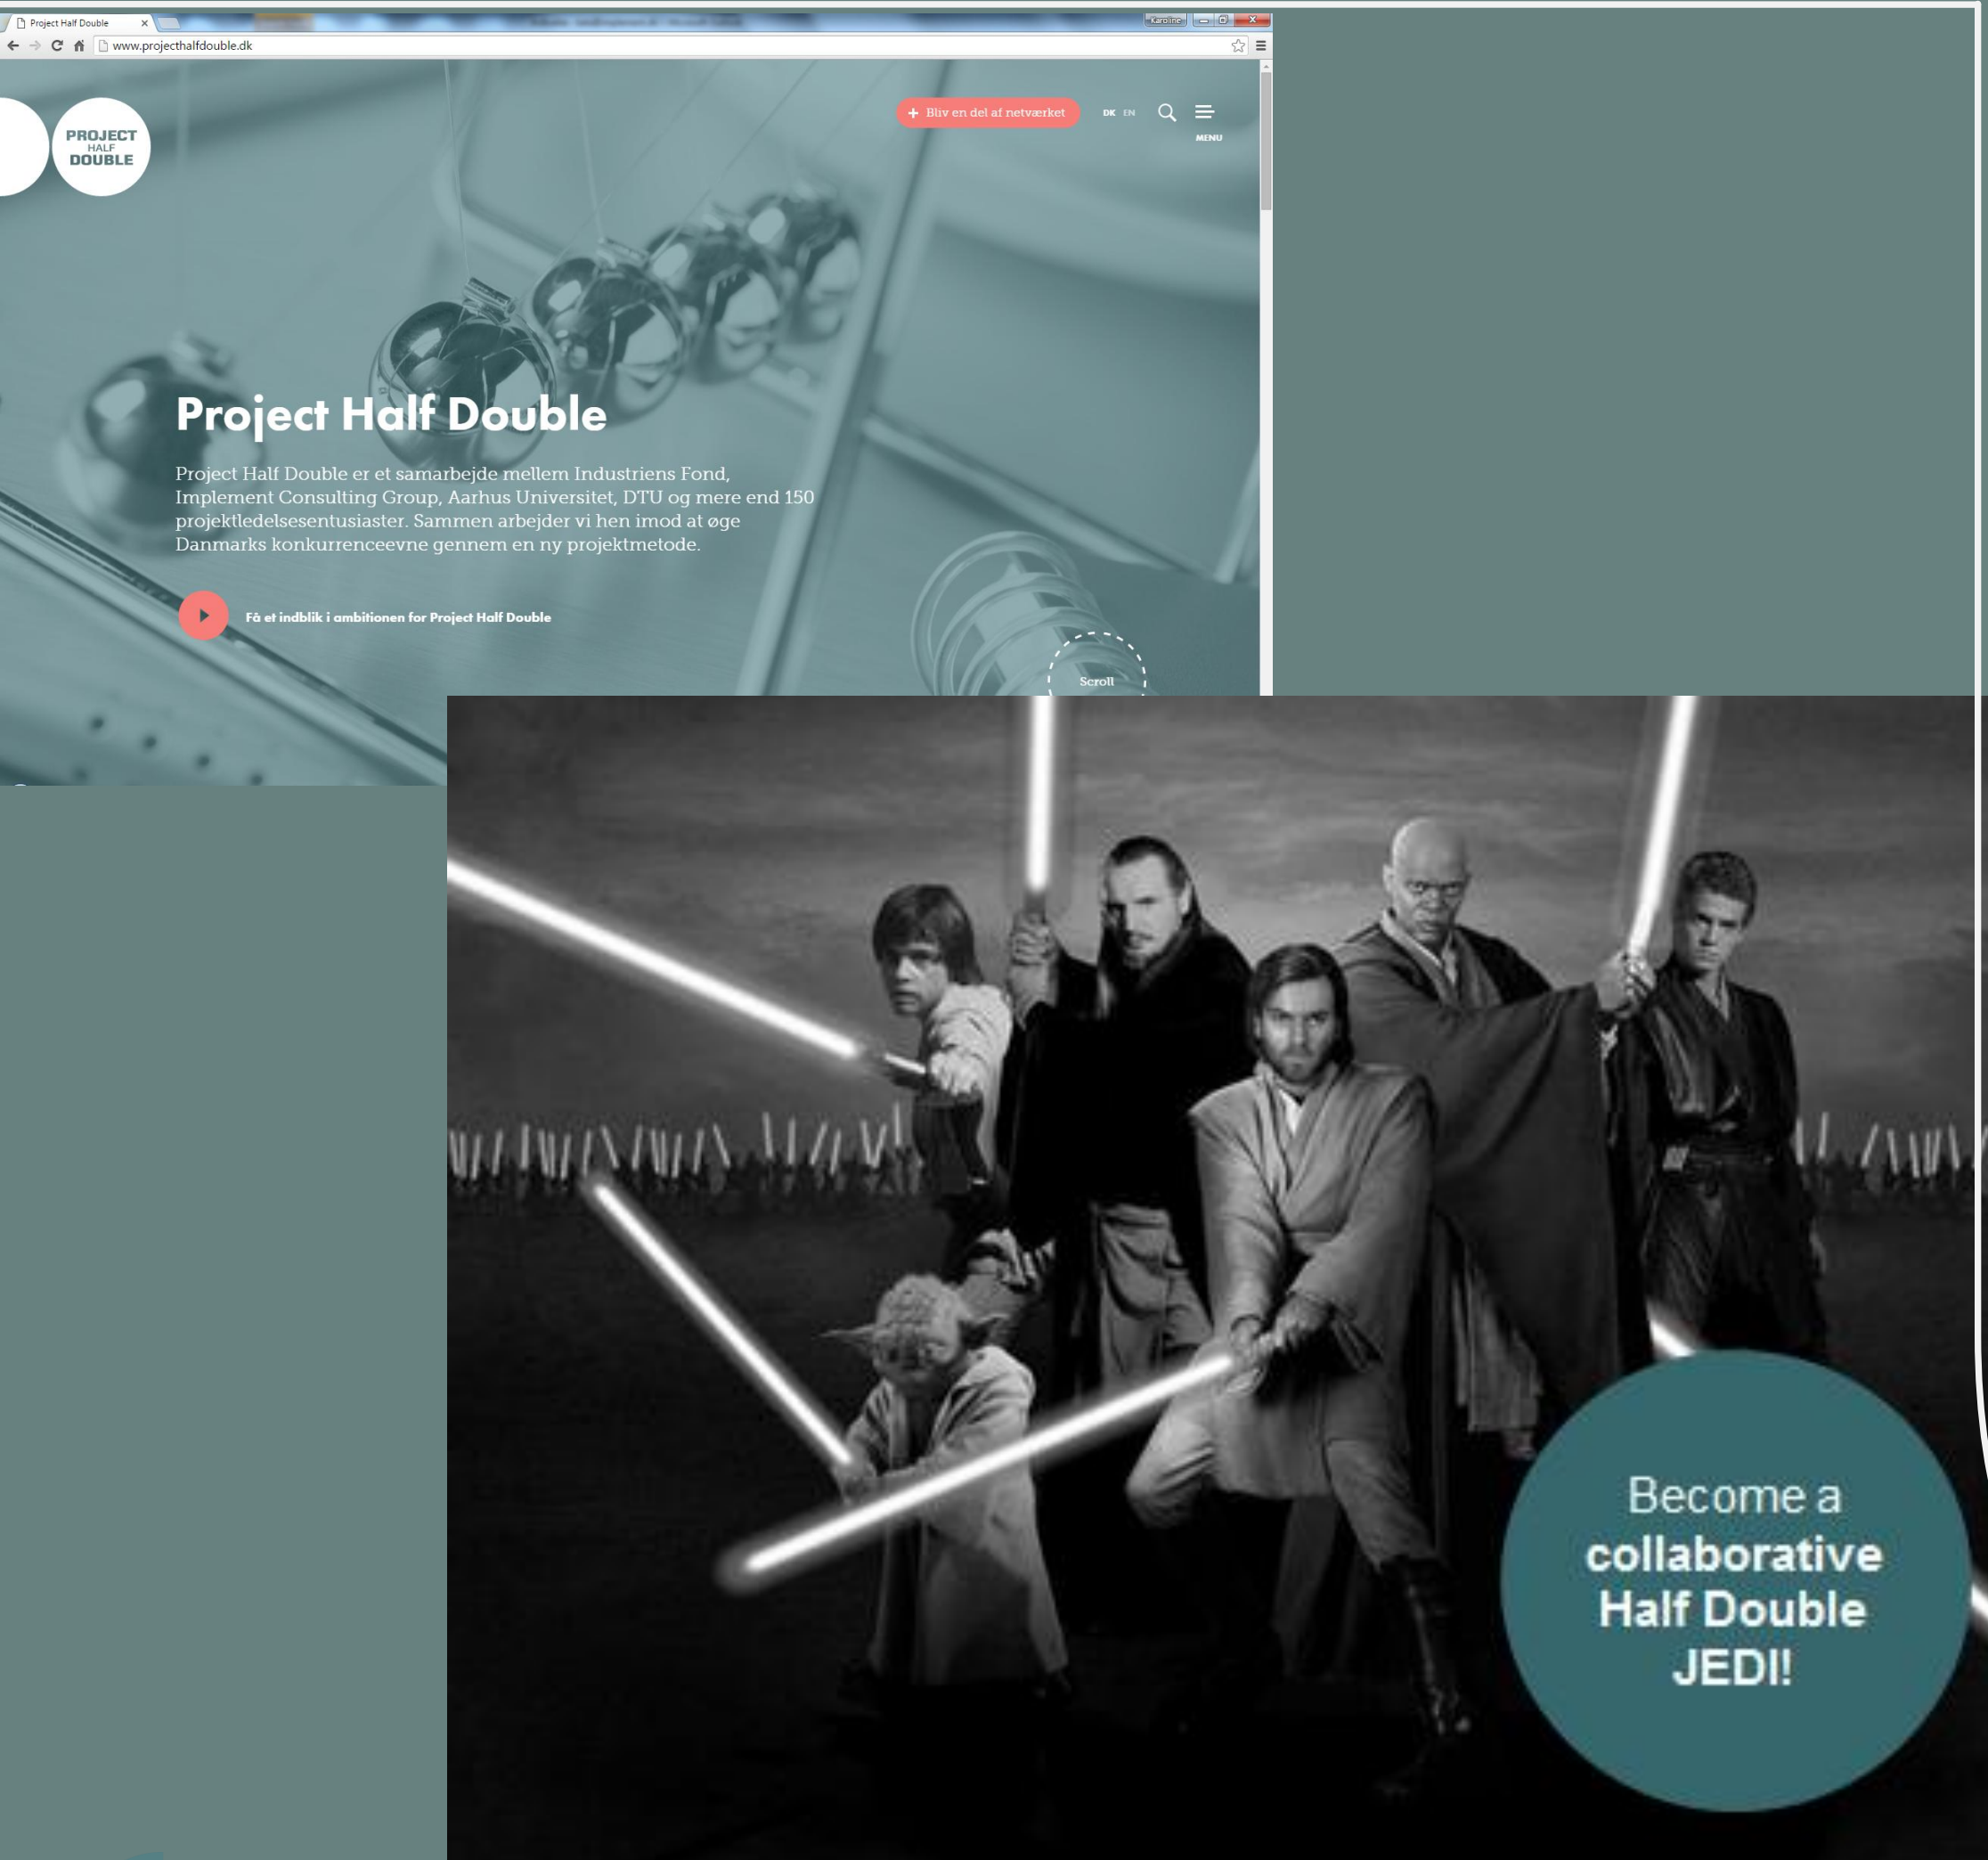 Project Half Double
Karoline
www.projecthalfdouble.dk
PROJECT
HALF
DOUBLE
+ Bliv en del af netværket
DK EN
MENU
Project Half Double
Project Half Double er et samarbejde mellem Industriens Fond,
Implement Consulting Group, Aarhus Universitet, DTU og mere end 150
projektledelsesentusiaster. Sammen arbejder vi hen imod at øge
Danmarks konkurrenceevne gennem en ny projektmetode.
Få et indblik i ambitionen for Project Half Double
Scroll
Become a
collaborative
Half Double
JEDI!